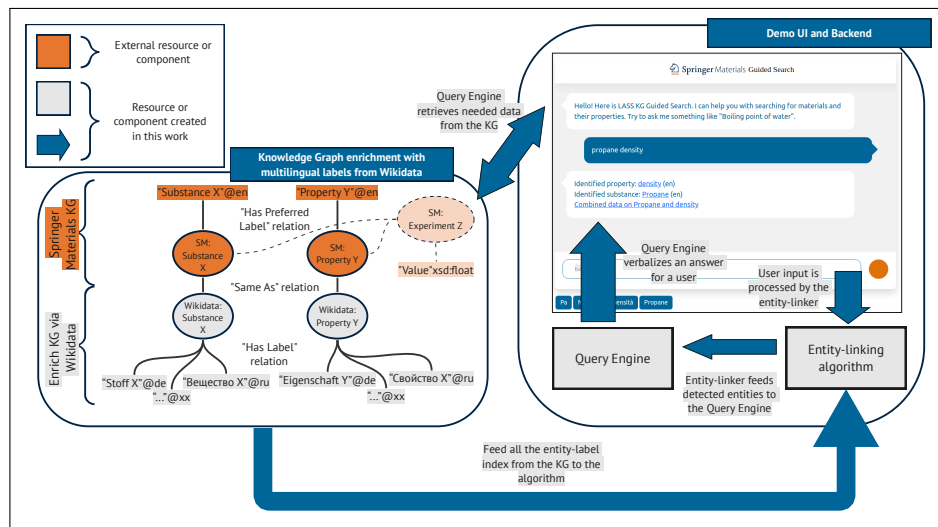 External resource or
component
Resource or
component created
in this work
Demo UI and Backend
Springer Materials Guided Search
Hello! Here is LASS KG Guided Search. I can help you with searching for materials and
their properties. Try to ask me something like "Boiling point of water".
propane density
Identified property: density (en)
Identified substance: Propane (en)
Combined data on Propane and density
Query Engine
retrieves needed data
from the KG
Knowledge Graph enrichment with
multilingual labels from Wikidata
Springer
Materials KG
Enrich KG via
Wikidata
"Substance X"@en
"Property Y"@en
"Has Preferred
Label" relation
SM:
Substance
X
SM:
Property Y
SM:
Experiment Z
"Value"xsd:float
"Same As" relation
Wikidata:
Substance
X
Wikidata:
Property Y
"Has Label"
relation
"Stoff X"@de
"Вещество X"@ru
"..."@xx
"Eigenschaft Y"@de
"Свойство X"@ru
"..."@xx
Query Engine
verbalizes an answer
for a user
User input is
processed by the
entity-linker
Pa
Propane
Query Engine
Entity-linking
algorithm
Entity-linker feeds
detected entities to
the Query Engine
Feed all the entity-label
index from the KG to the
algorithm